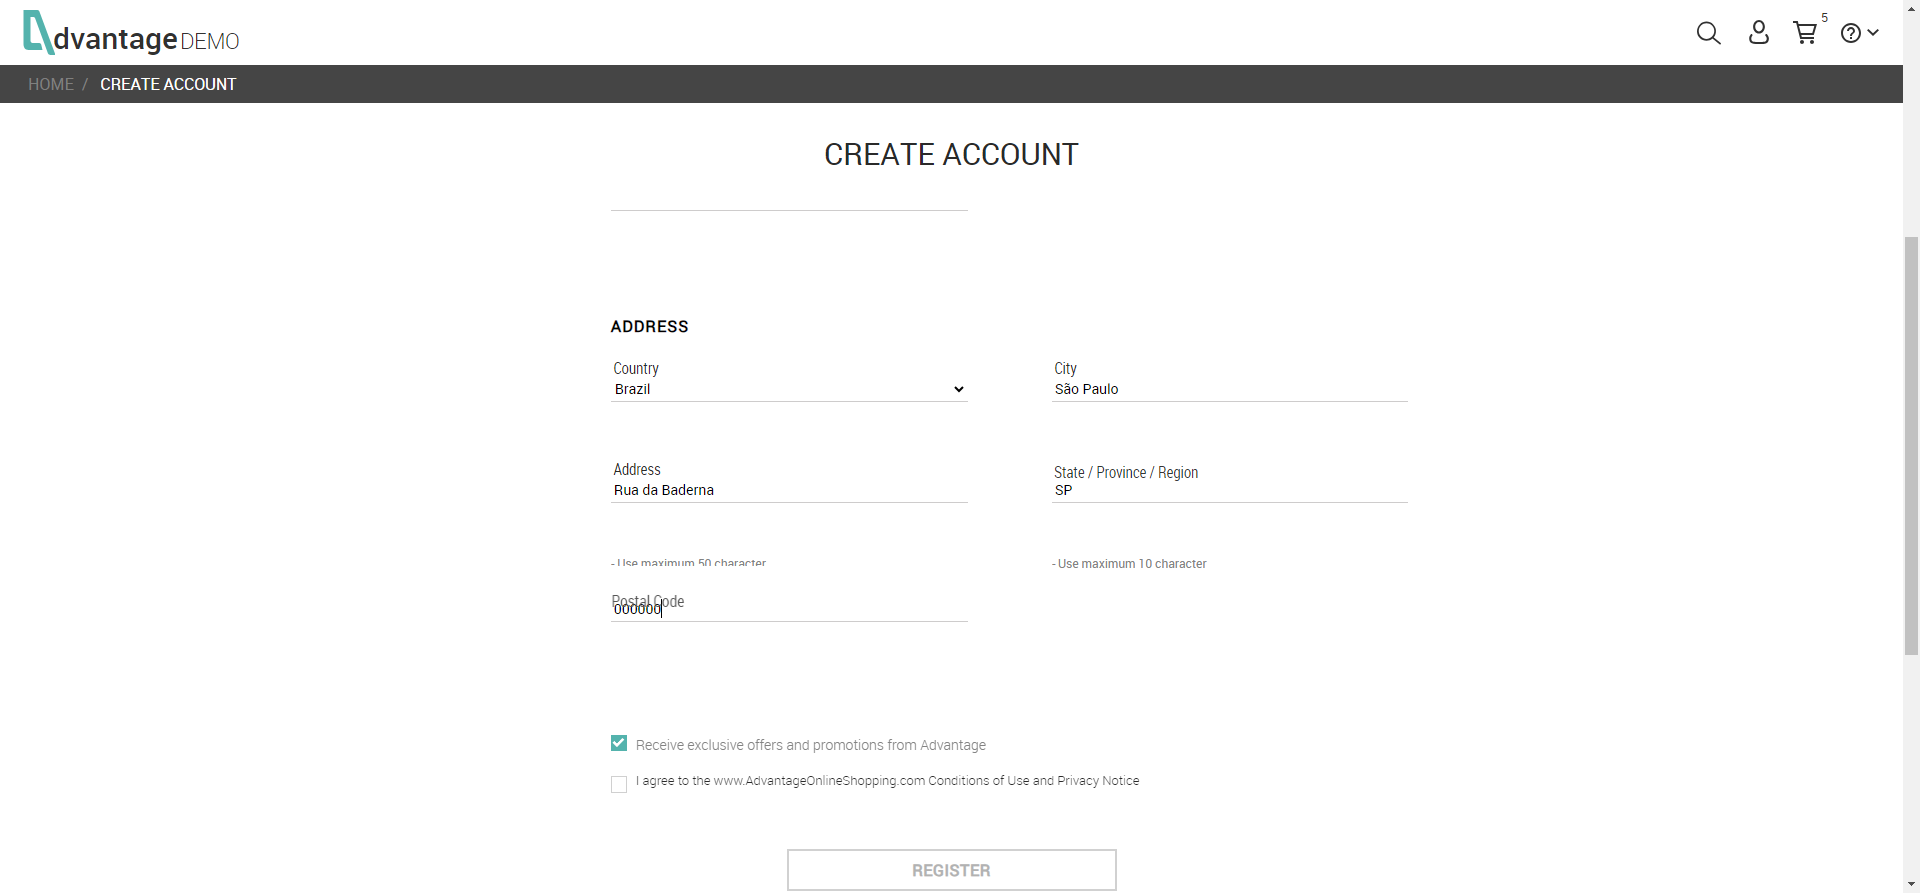 dvantage DEMO
5
HOME / CREATE ACCOUNT
CREATE ACCOUNT
ADDRESS
Country
Brazil
City
São Paulo
Address
Rua da Baderna
State / Province / Region
SP
- Use maximum 50 character
- Use maximum 10 character
Postal Code
000000
Receive exclusive offers and promotions from Advantage
I agree to the www.AdvantageOnlineShopping.com Conditions of Use and Privacy Notice
REGISTER